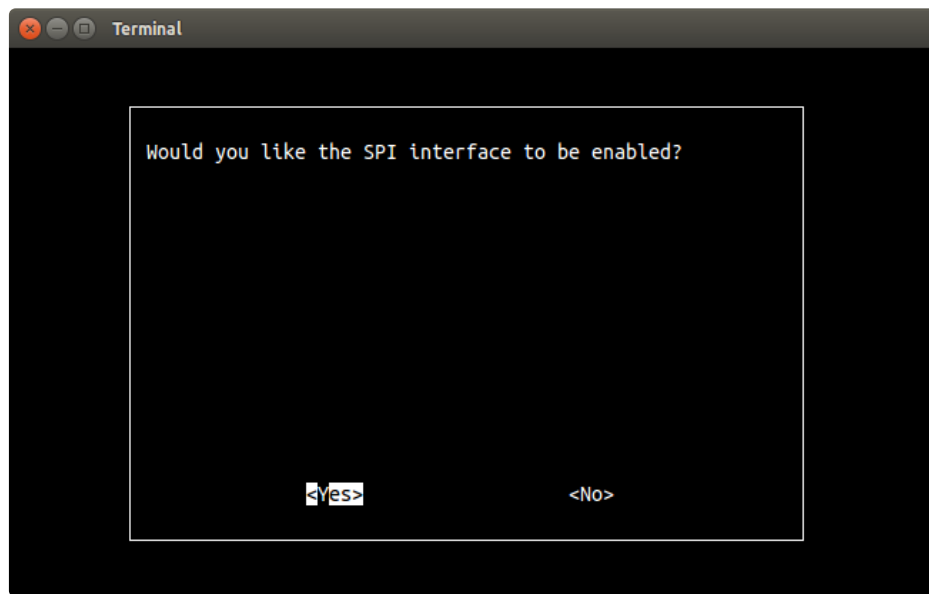 Terminal
Would you like the SPI interface to be enabled?
<Yes> <No>